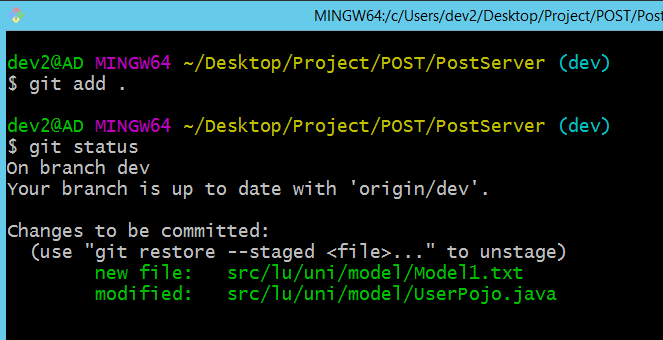 MINGW64:/c/Users/dev2/Desktop/Project/POST/Post
dev2@AD MINGW64 ~/Desktop/Project/POST/PostServer (dev)
$ git add .
dev2@AD MINGW64 ~/Desktop/Project/POST/PostServer (dev)
$ git status
On branch dev
Your branch is up to date with 'origin/dev'.
Changes to be committed:
(use "git restore --staged <file>..." to unstage)
new file: src/lu/uni/model/Model1.txt
modified: src/lu/uni/model/UserPojo.java